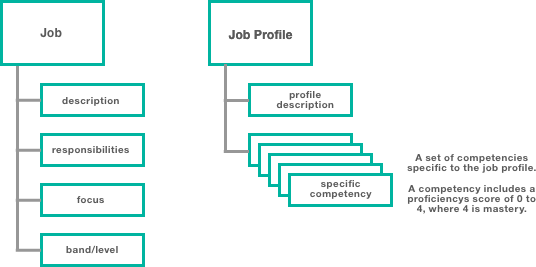 Job
description
responsibilities
focus
band/level
Job Profile
profile
description
specific
competency
A set of competencies
specific to the job profile.
A competency includes a
proficiencys score of 0 to
4, where 4 is mastery.